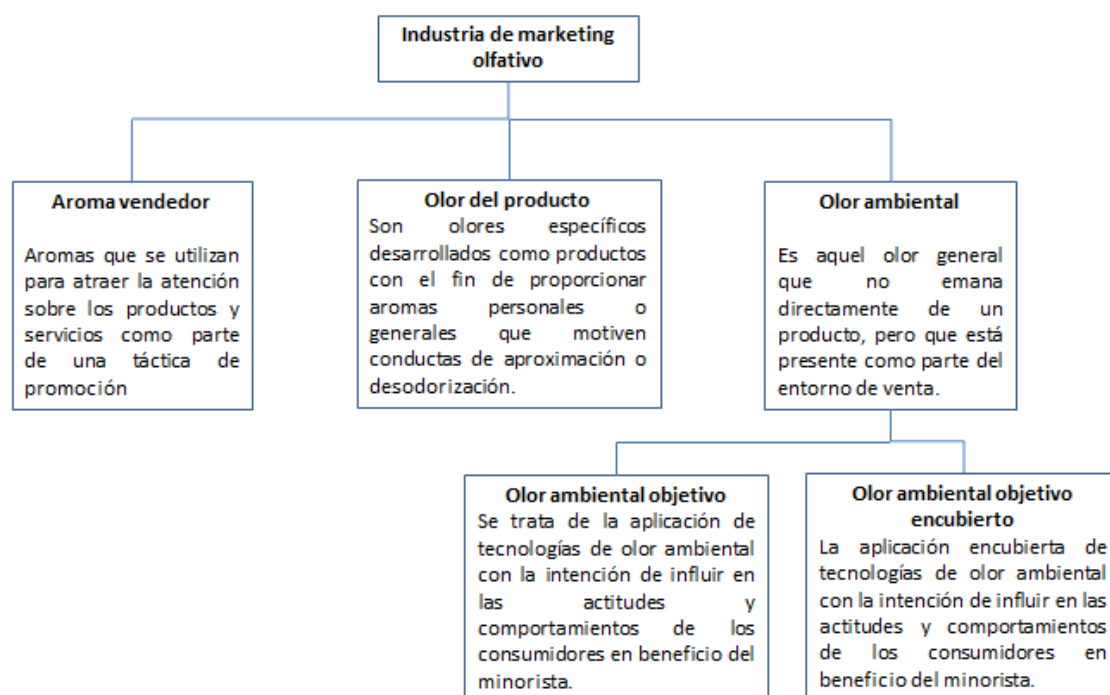 Industria de marketing
olfativo
Aroma vendedor
Aromas que se utilizan
para atraer la atención
sobre los productos y
servicios como parte
de una táctica de
promoción
Olor del producto
Son olores específicos
desarrollados como productos
con el fin de proporcionar
aromas personales o
generales que motiven
conductas de aproximación o
desodorización.
Olor ambiental
Es aquel olor general
que no emana
directamente de un
producto, pero que está
presente como parte del
entorno de venta.
Olor ambiental objetivo
Se trata de la aplicación de
tecnologías de olor ambiental
con la intención de influir en
las actitudes y
comportamientos de los
consumidores en beneficio del
minorista.
Olor ambiental objetivo
encubierto
La aplicación encubierta de
tecnologías de olor ambiental
con la intención de influir en las
actitudes y comportamientos
de los consumidores en
beneficio del minorista.